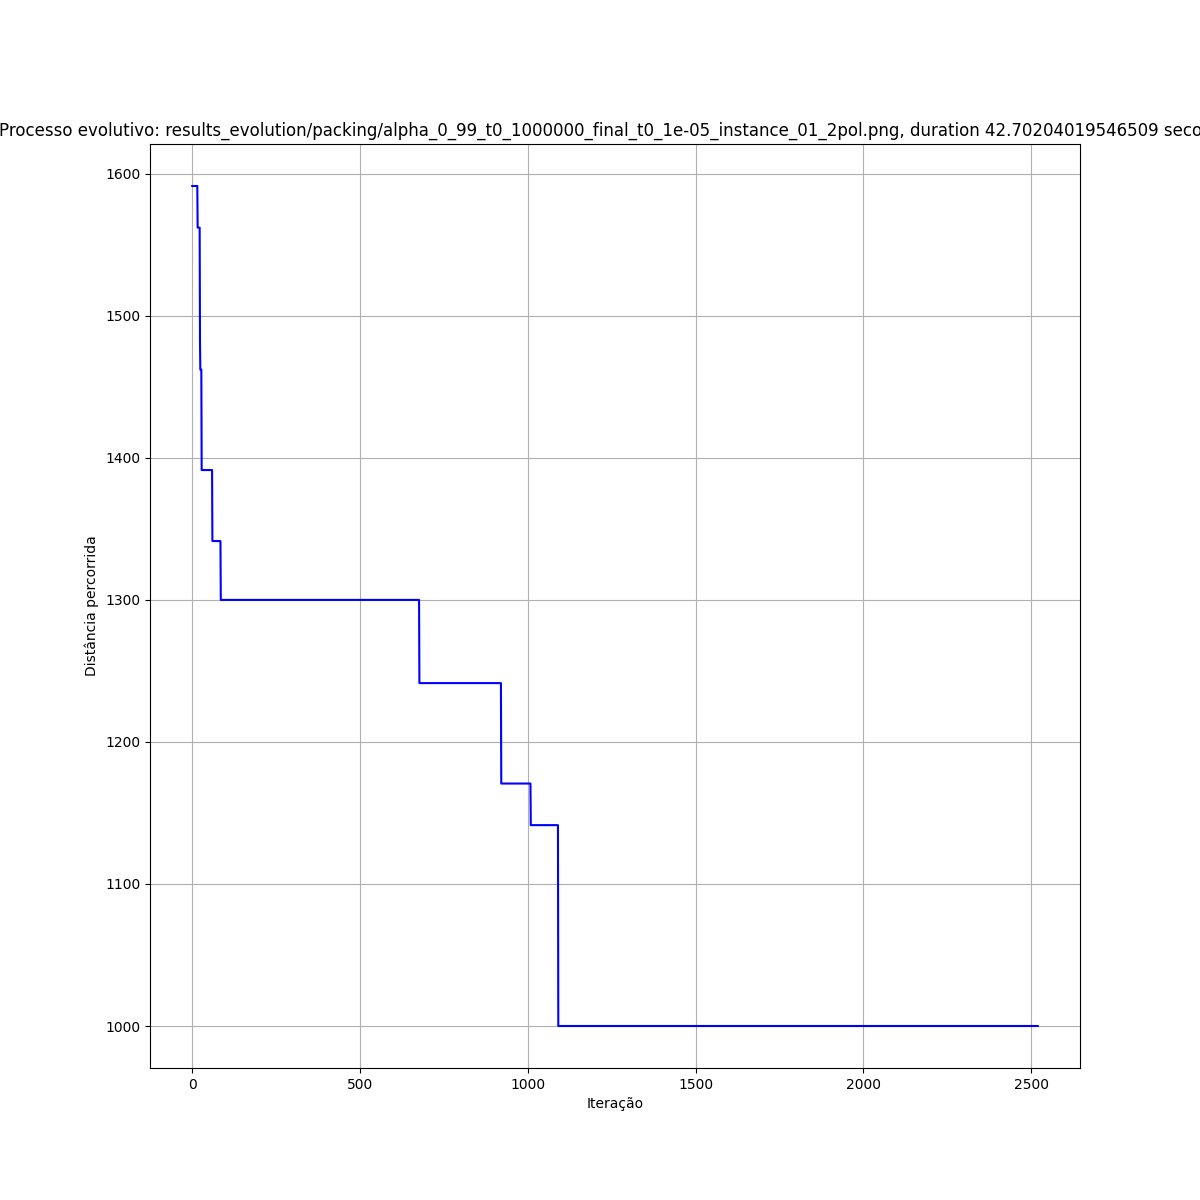 Processo evolutivo: results_evolution/packing/alpha_0_99_t0_1000000_final_t0_1e-05_instance_01_2pol.png, duration 42.70204019546509 seco
1600
1500
1400
1300
1200
1100
1000
Distância percorrida
0 500 1000 1500 2000 2500
Iteração